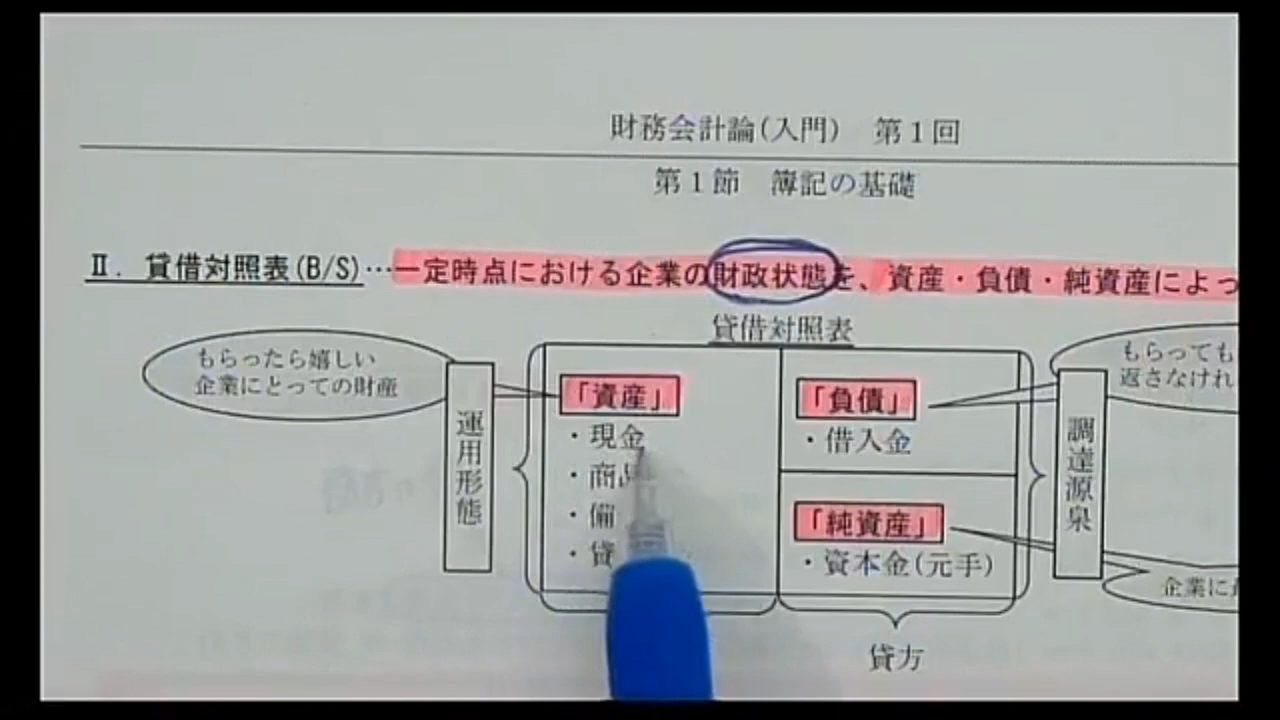 財務会計論(入門) 第1回
第1節 簿記の基礎
Ⅱ. 貸借対照表(B/S)…一定時点における企業の財政状態を、資産・負債・純資産によっ
貸借対照表
もらったら嬉しい
企業にとっての財産
運用形態
「資産」
・現金
・商品
・備
・貸
「負債」
・借入金
「純資産」
・資本金(元手)
調達源泉
もらっても
返さなけれ
企業に
貸方